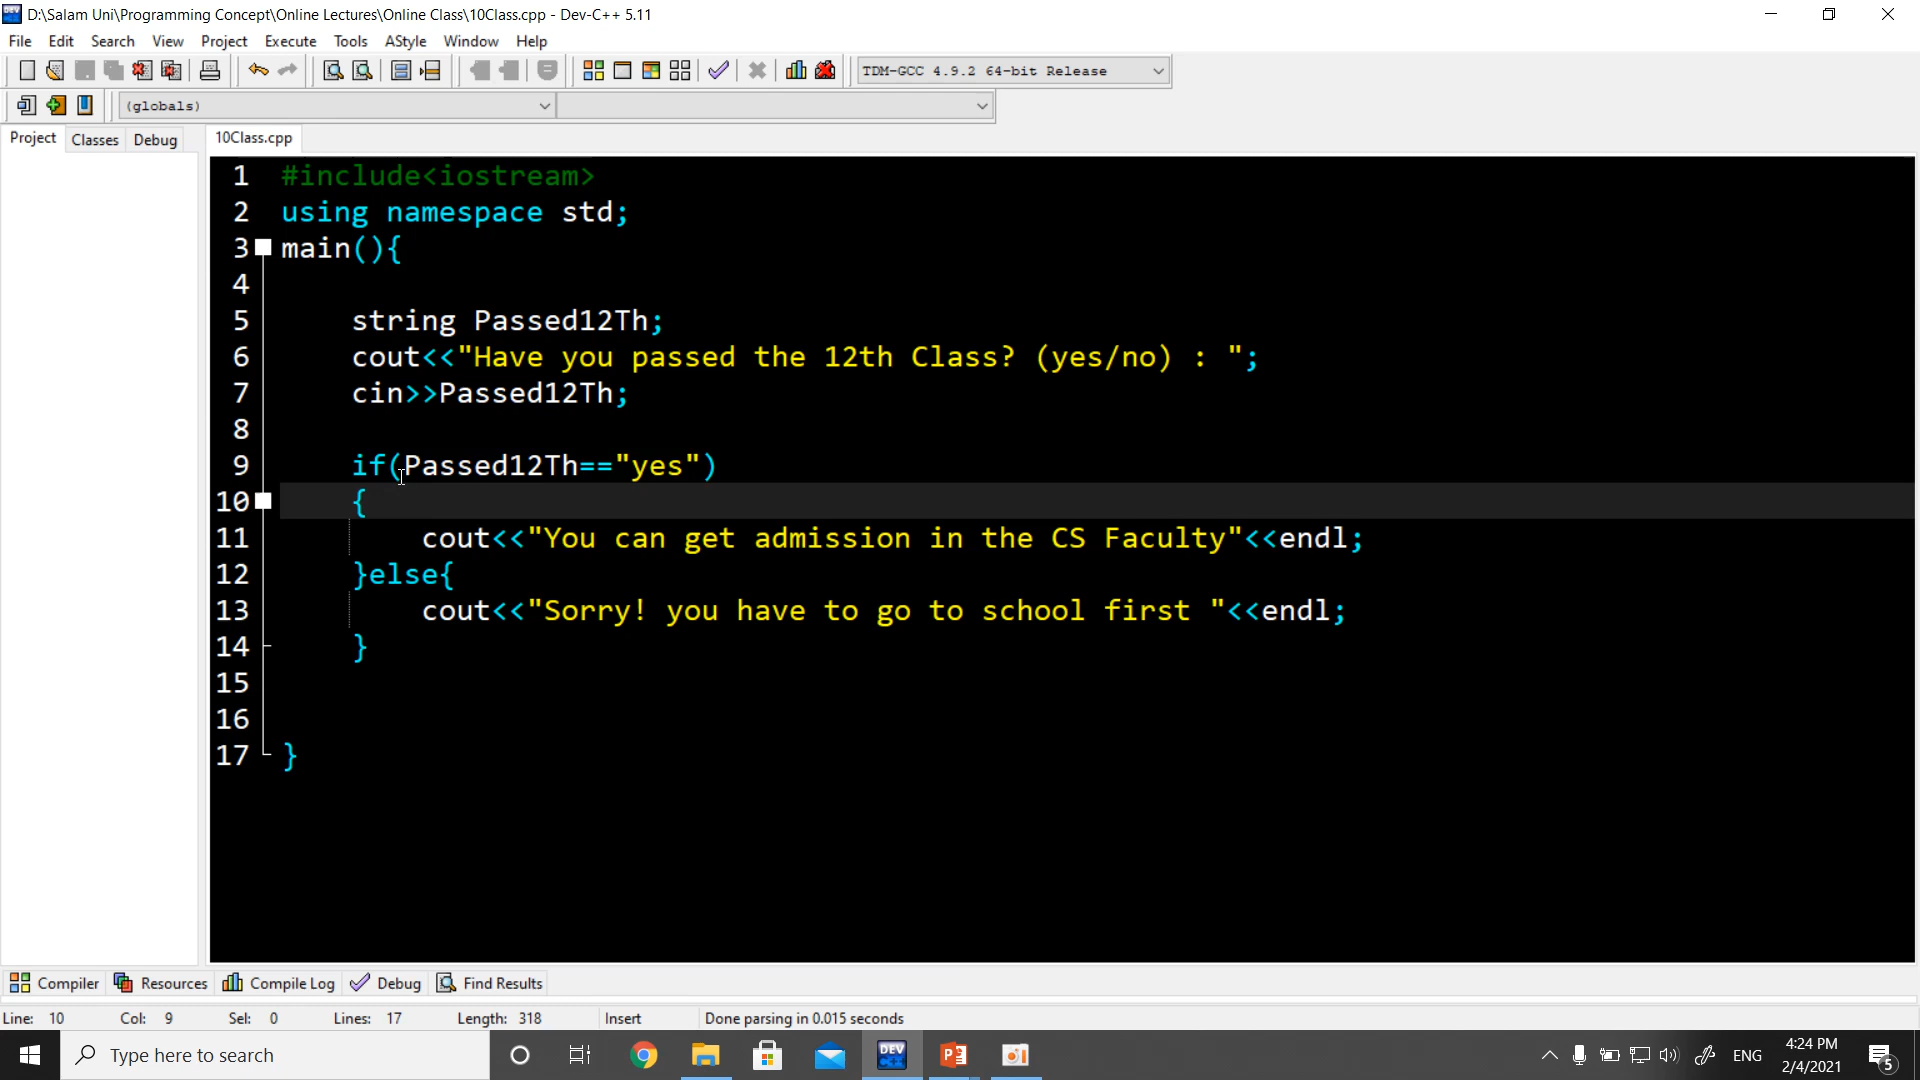 D:\Salam Uni\Programming Concept\Online Lectures\Online Class\10Class.cpp - Dev-C++ 5.11
File Edit Search View Project Execute Tools AStyle Window Help
TDM-GCC 4.9.2 64-bit Release
(globals)
Project Classes Debug 10Class.cpp
1 #include<iostream>
2 using namespace std;
3 main(){
4
5 string Passed12Th;
6 cout<<"Have you passed the 12th Class? (yes/no) : ";
7 cin>>Passed12Th;
8
9 if(Passed12Th=="yes")
10 {
11 cout<<"You can get admission in the CS Faculty"<<endl;
12 }else{
13 cout<<"Sorry! you have to go to school first "<<endl;
14 }
15
16
17 }
Compiler Resources Compile Log Debug Find Results
Line: 10 Col: 9 Sel: 0 Lines: 17 Length: 318 Insert Done parsing in 0.015 seconds
Type here to search DEV C++ P ENG 4:24 PM 5
2/4/2021